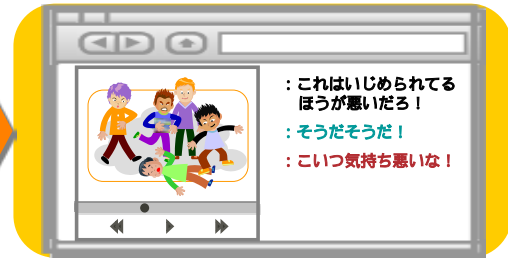 ：これはいじめられてる
ほうが悪いだろ！
：そうだそうだ！
：こいつ気持ち悪いな！